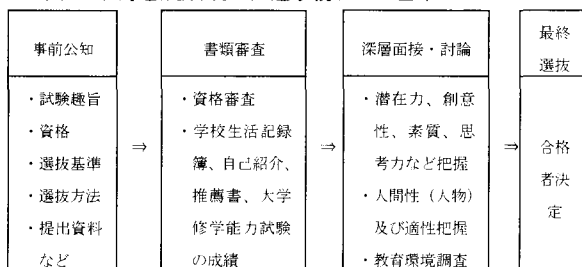 事前公知
・試験趣旨
・資格
・選抜基準
・選抜方法
・提出資料
など
⇒
書類審査
・資格審査
・学校生活記録
簿、自己紹介、
推薦書、大学
修学能力試験
の成績
⇒
深層面接・討論
・潜在力、創意
性、素質、思
考力など把握
・人間性（人物）
及び適性把握
・教育環境調査
⇒
最終
選抜
合格
者決
定